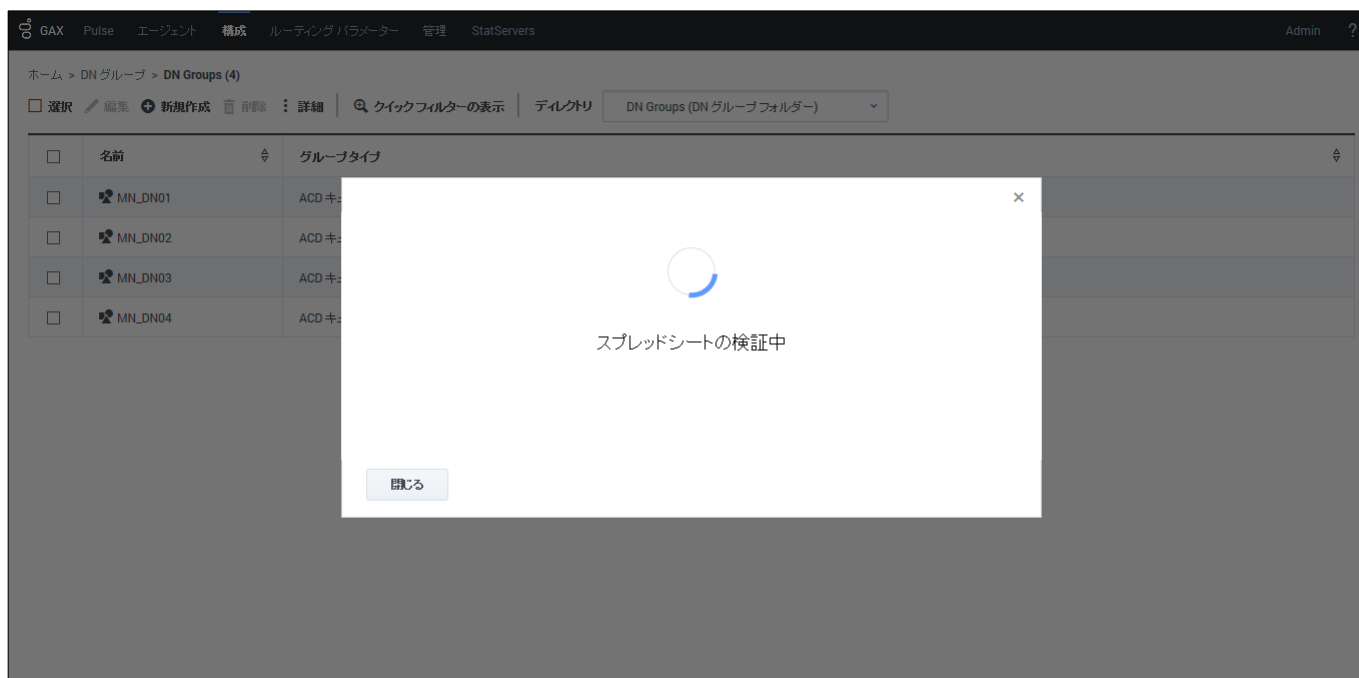 GAX Pulse エージェント 構成 ルーティング パラメーター 管理 StatServers Admin ?
ホーム > DN グループ > DN Groups (4)
選択 編集 新規作成 削除 詳細 クイックフィルターの表示 ディレクトリ DN Groups (DN グループ フォルダー)
名前 グループタイプ
MN_DN01 ACD キュ
MN_DN02 ACD キュ
MN_DN03 ACD キュ
MN_DN04 ACD キュ
×
スプレッドシートの検証中
閉じる